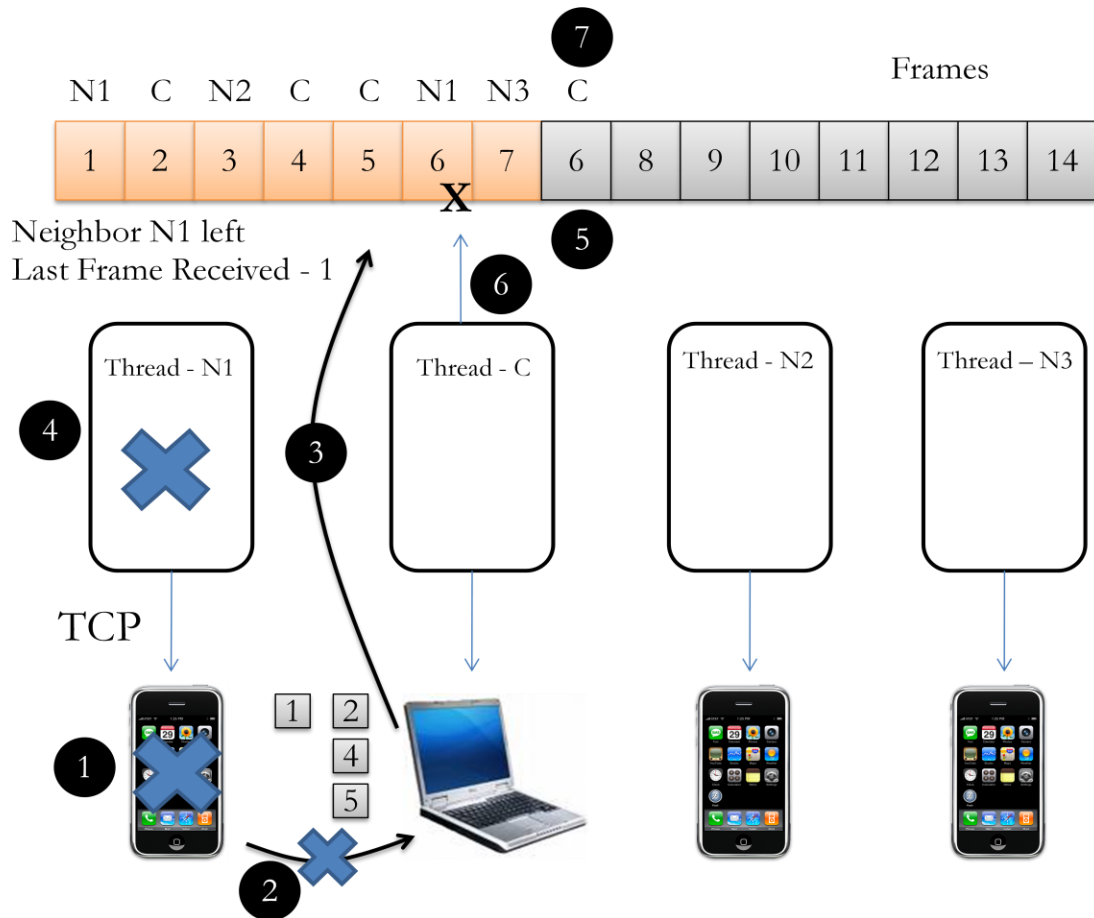 7
Frames
N1 C N2 C C N1 N3 C
1 2 3 4 5 6 7 6 8 9 10 11 12 13 14
X
Neighbor N1 left
Last Frame Received - 1
5
6
Thread - N1
Thread - C
Thread - N2
Thread – N3
4
3
TCP
1
1 2
4
5
2